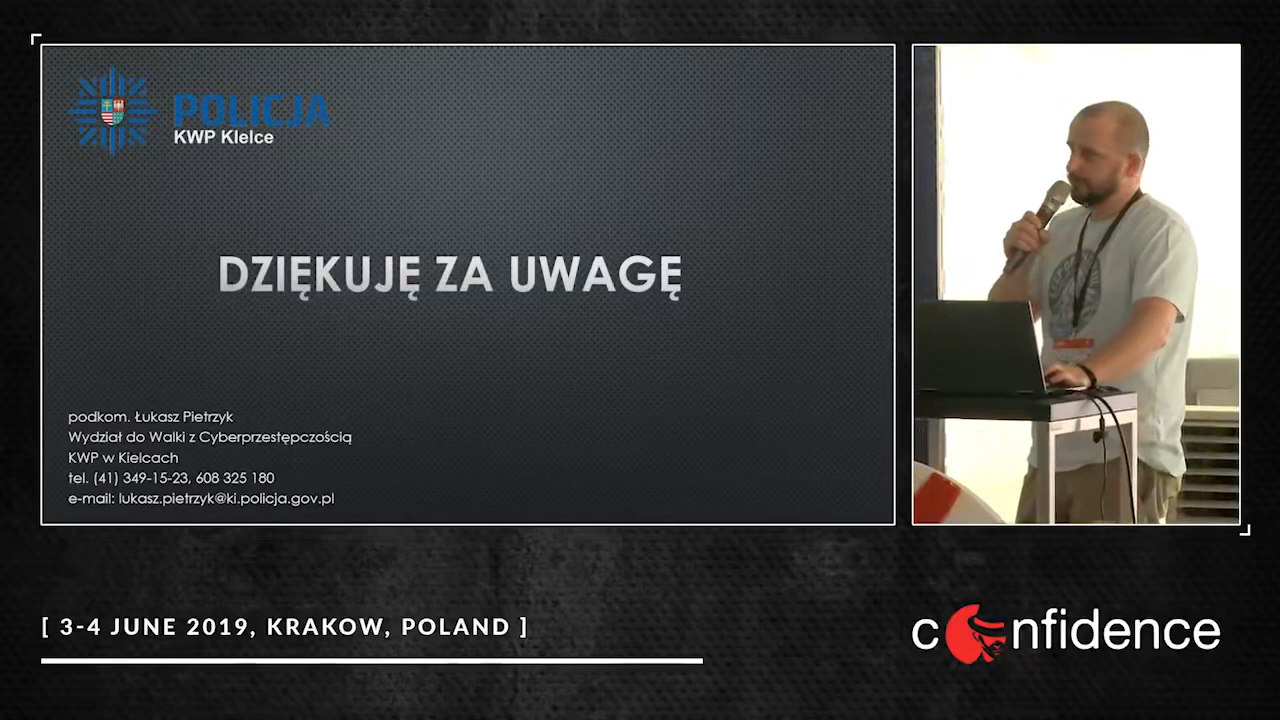 POLICJA
KWP Kielce
DZIĘKUJĘ ZA UWAGĘ
podkom. Łukasz Pietrzyk
Wydział do Walki z Cyberprzestępczością
KWP w Kielcach
tel. (41) 349-15-23, 608 325 180
e-mail: lukasz.pietrzyk@ki.policja.gov.pl
[ 3-4 JUNE 2019, KRAKOW, POLAND ]
confidence